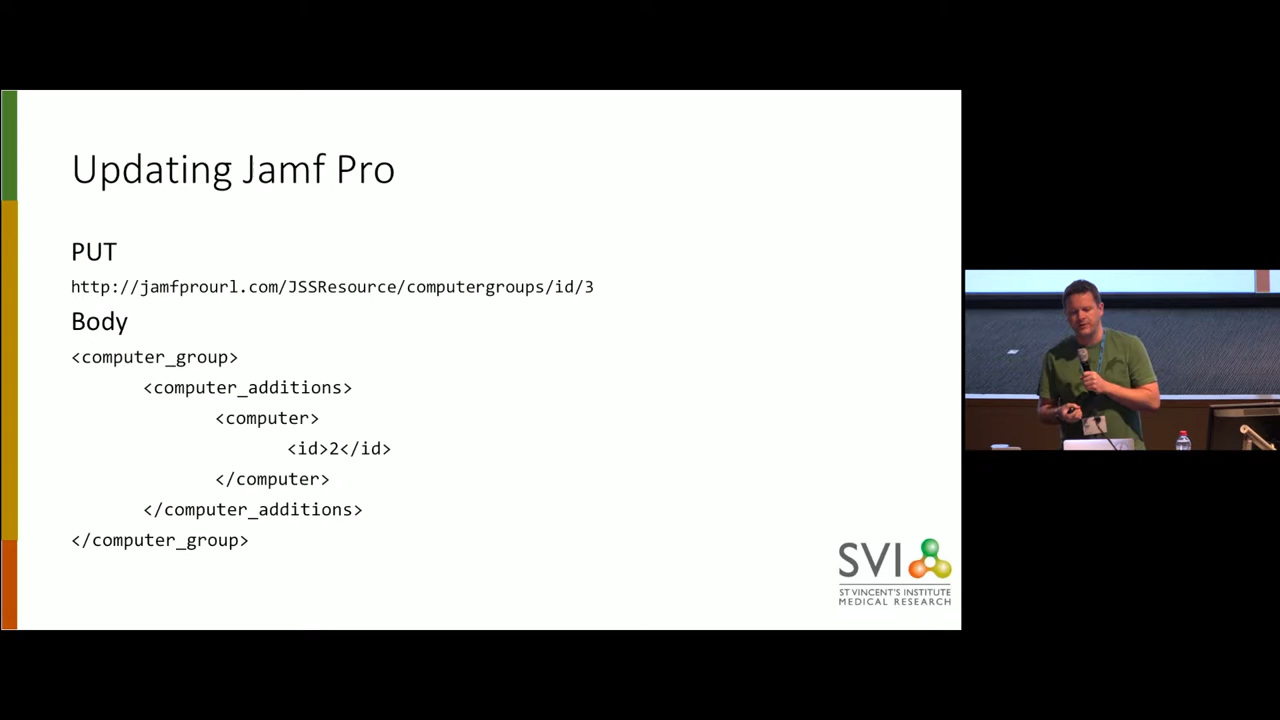 Updating Jamf Pro
PUT
http://jamfprourl.com/JSSResource/computergroups/id/3
Body
<computer_group>
<computer_additions>
<computer>
<id>2</id>
</computer>
</computer_additions>
</computer_group>
SVI
ST VINCENT'S INSTITUTE
MEDICAL RESEARCH